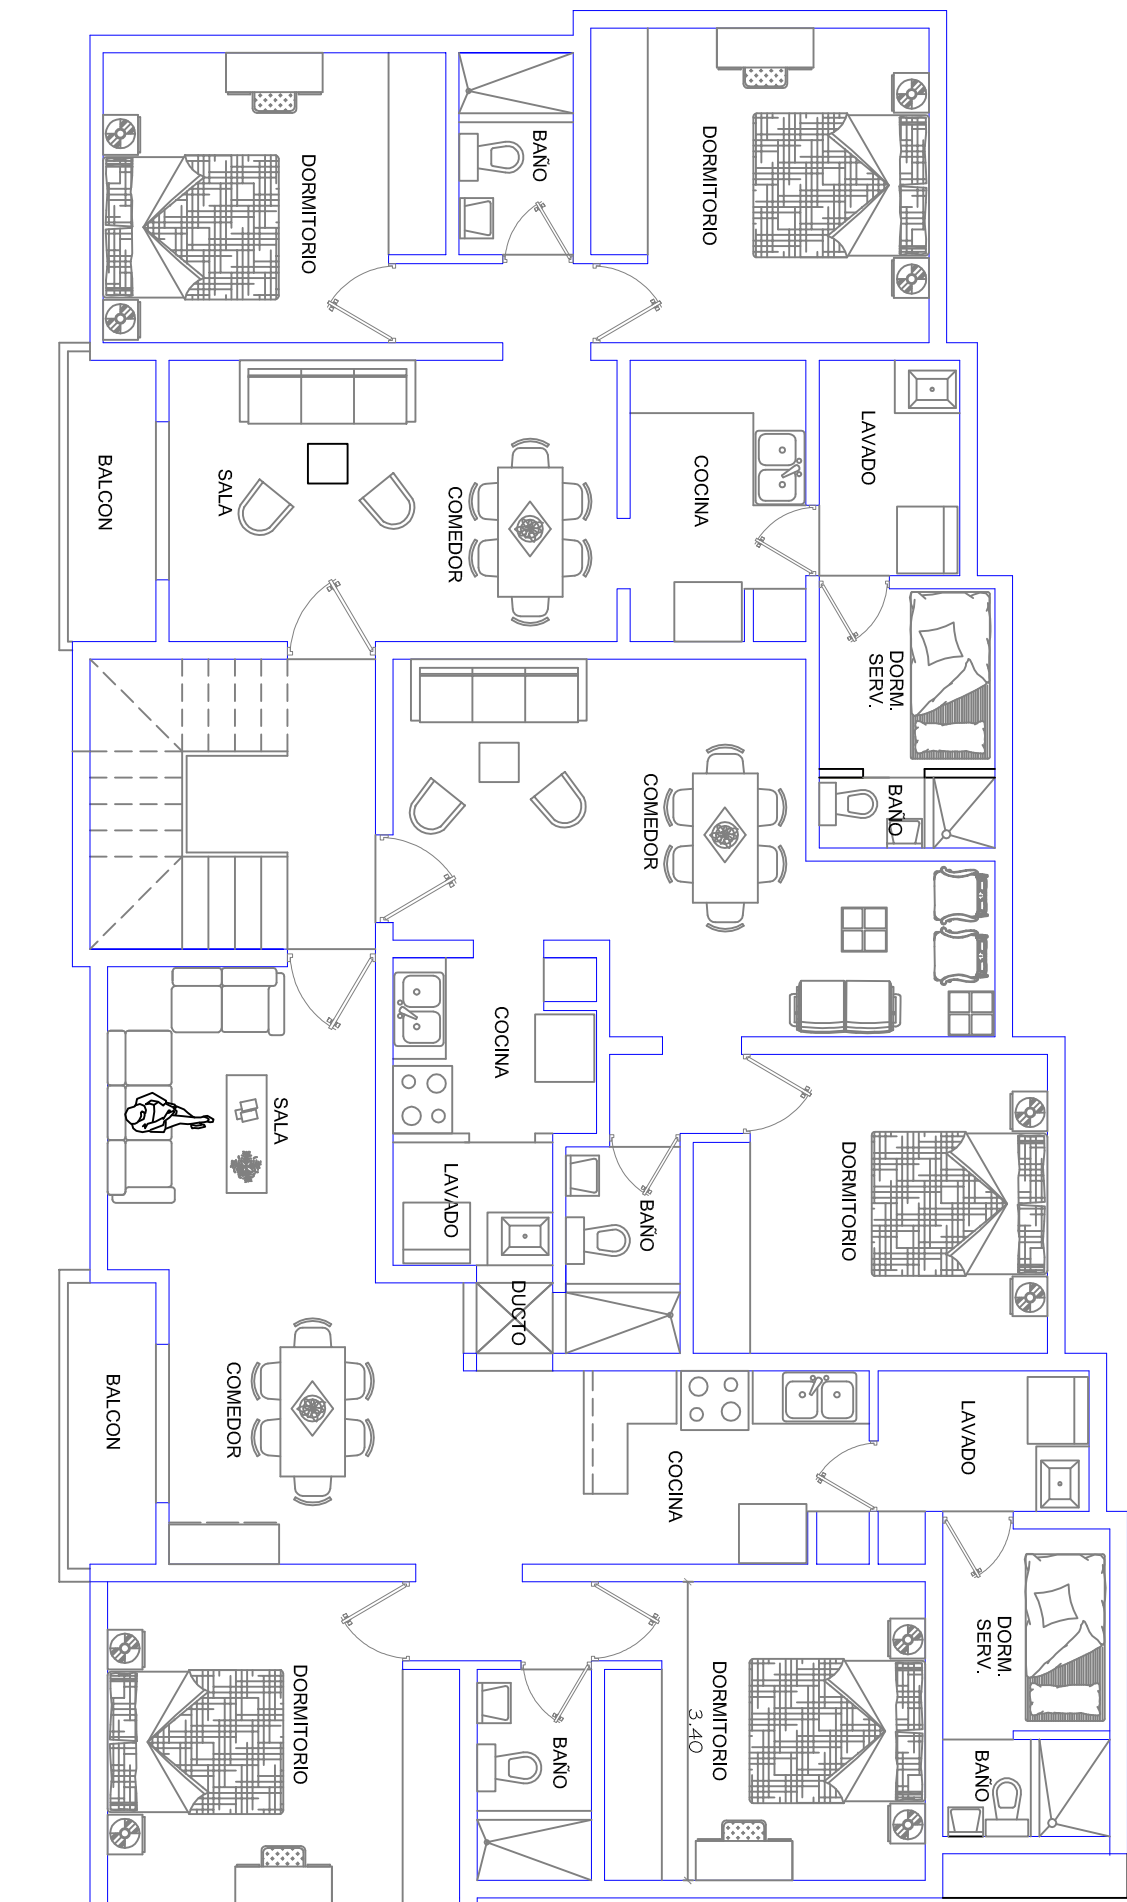 BAÑO
DORMITORIO
DORMITORIO
LAVADO
BALCON
SALA
COMEDOR
COCINA
DORM.
SERV.
COMEDOR
BAÑO
COCINA
SALA
LAVADO
BAÑO
DORMITORIO
DUCTO
BALCON
COMEDOR
COCINA
LAVADO
DORM.
SERV.
DORMITORIO
DORMITORIO
3,40
BAÑO
BAÑO